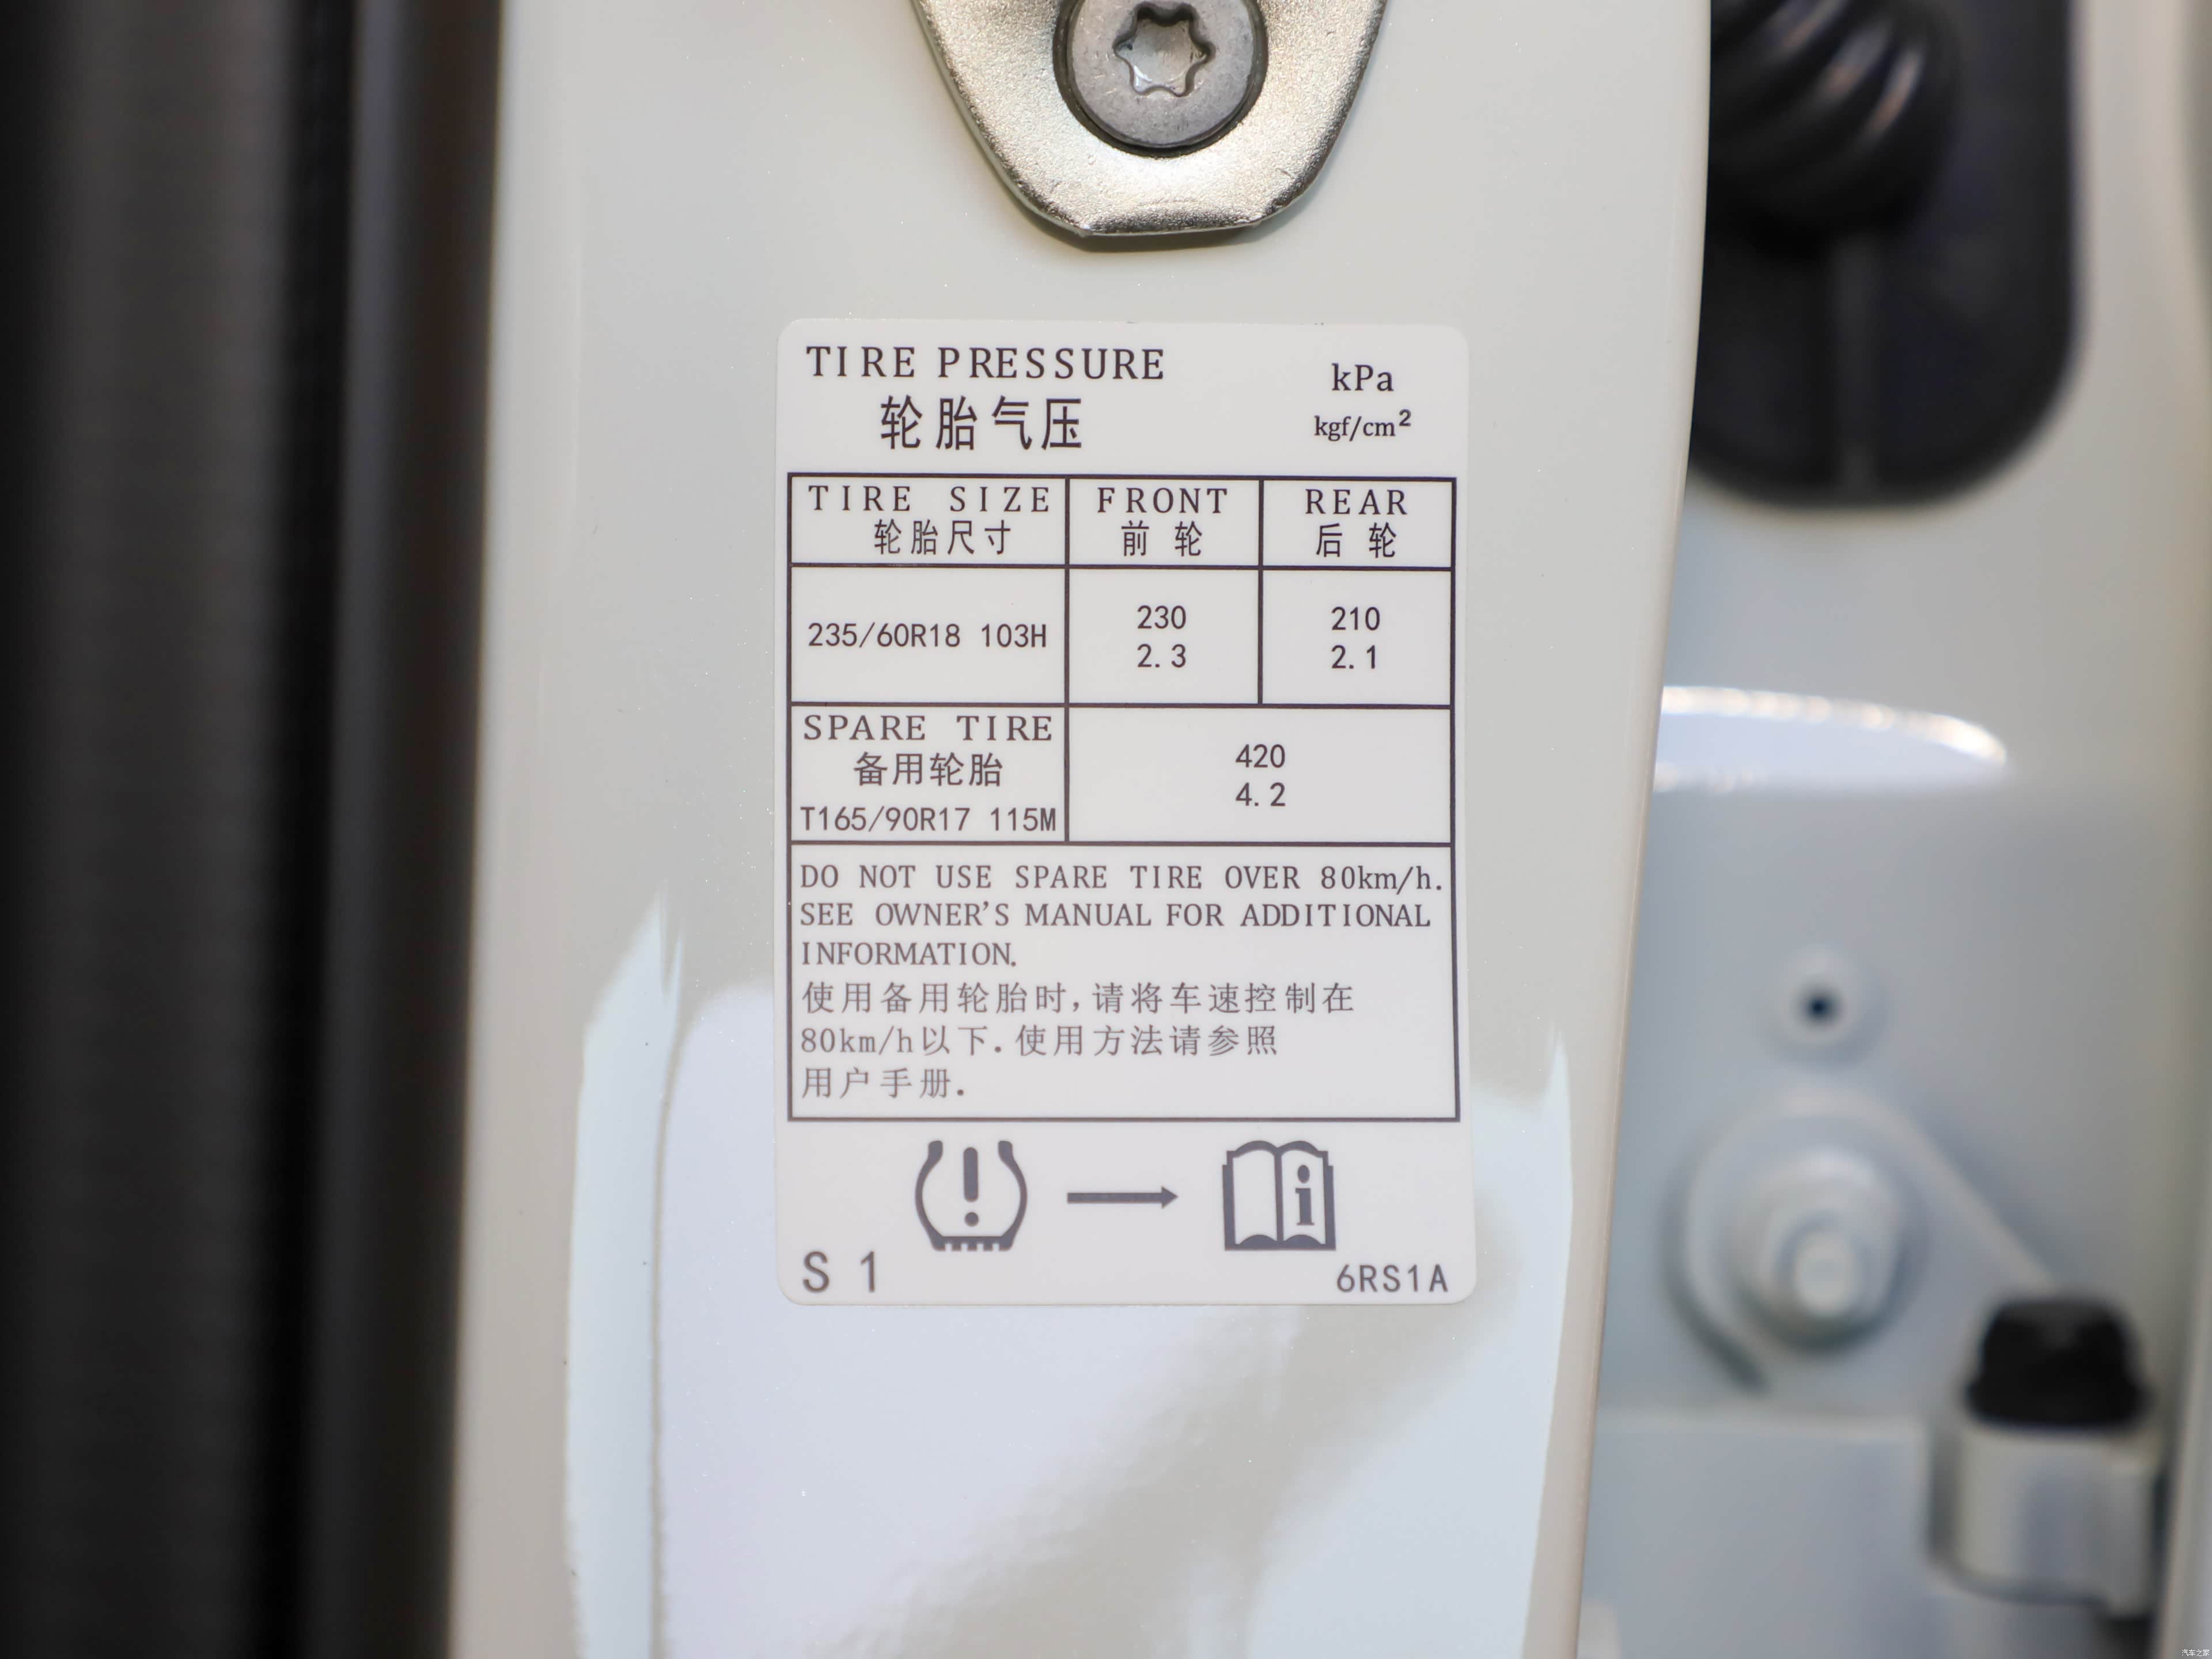 TIRE PRESSURE
轮胎气压
kPa
kgf/cm²
TIRE SIZE FRONT REAR
轮胎尺寸 前轮 后轮
235/60R18 103H
230 210
2.3 2.1
SPARE TIRE
备用轮胎
T165/90R17 115M
420
4.2
DO NOT USE SPARE TIRE OVER 80km/h.
SEE OWNER'S MANUAL FOR ADDITIONAL
INFORMATION.
使用备用轮胎时,请将车速控制在
80km/h以下.使用方法请参照
用户手册.
S 1
6RS1A
汽车之家